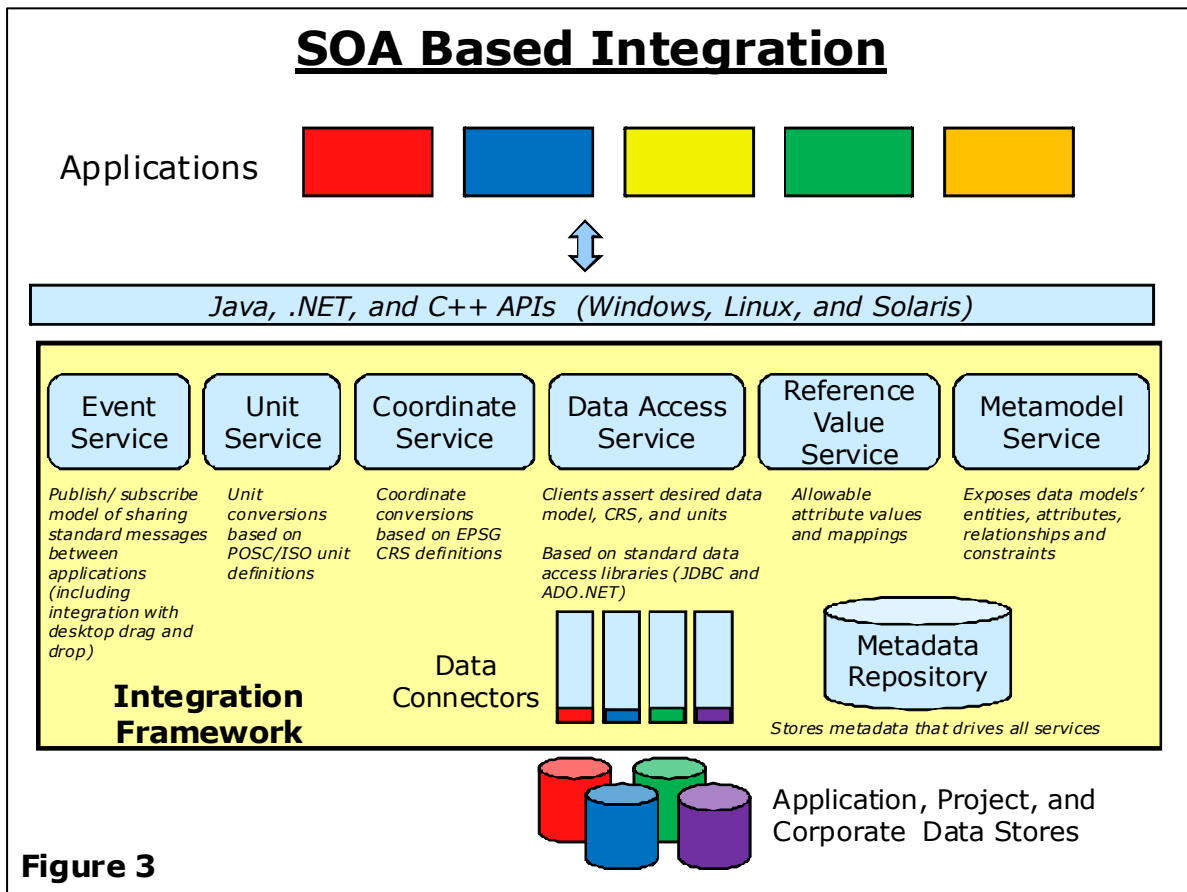 SOA Based Integration
Applications
Java, .NET, and C++ APIs (Windows, Linux, and Solaris)
Event
Service
Unit
Service
Coordinate
Service
Data Access
Service
Reference
Value
Service
Metamodel
Service
Publish/ subscribe
model of sharing
standard messages
between
applications
(including
integration with
desktop drag and
drop)
Unit
conversions
based on
POSC/ISO unit
definitions
Coordinate
conversions
based on EPSG
CRS definitions
Clients assert desired data
model, CRS, and units
Based on standard data
access libraries (JDBC and
ADO.NET)
Allowable
attribute values
and mappings
Exposes data models’
entities, attributes,
relationships and
constraints
Integration
Framework
Data
Connectors
Metadata
Repository
Stores metadata that drives all services
Application, Project, and
Corporate Data Stores
Figure 3